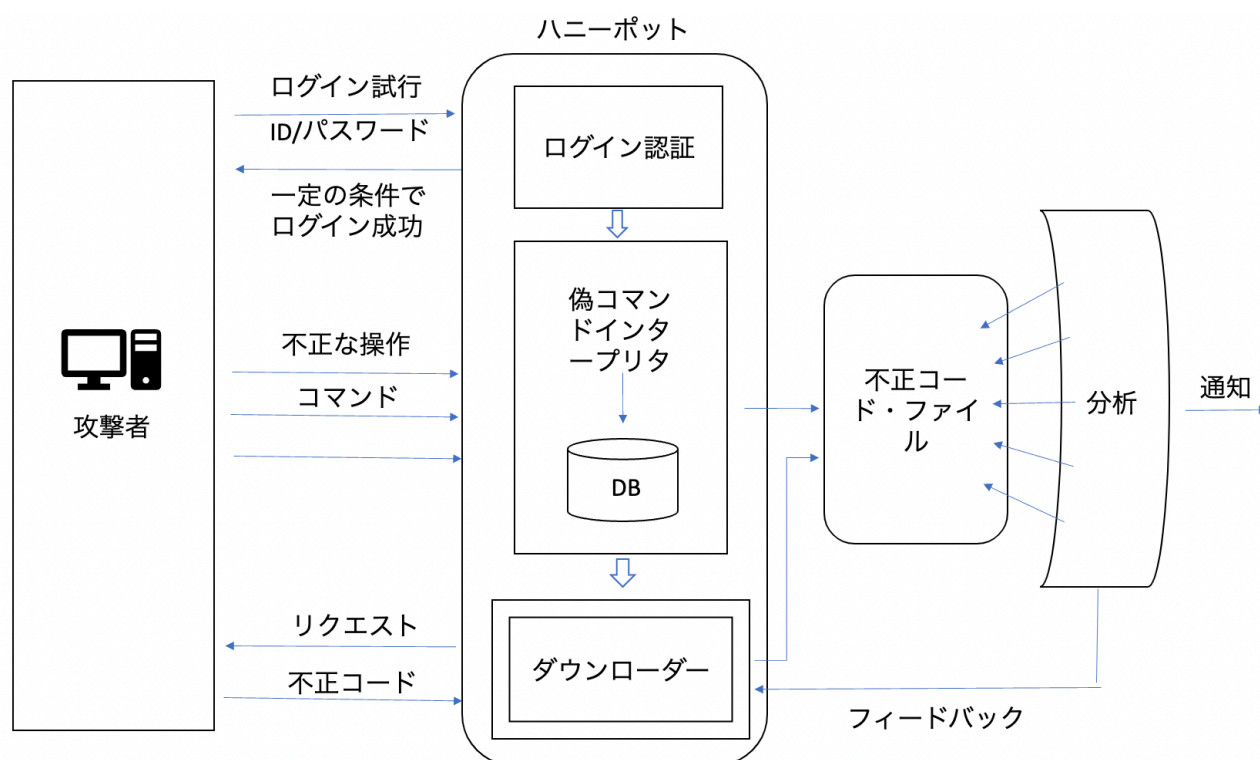 ハニーポット
ログイン試行
ID/パスワード
一定の条件で
ログイン成功
ログイン認証
偽コマン
ドインタ
ープリタ
DB
不正な操作
コマンド
攻撃者
不正コー
ド・ファイ
ル
分析
通知
リクエスト
不正コード
ダウンローダー
フィードバック